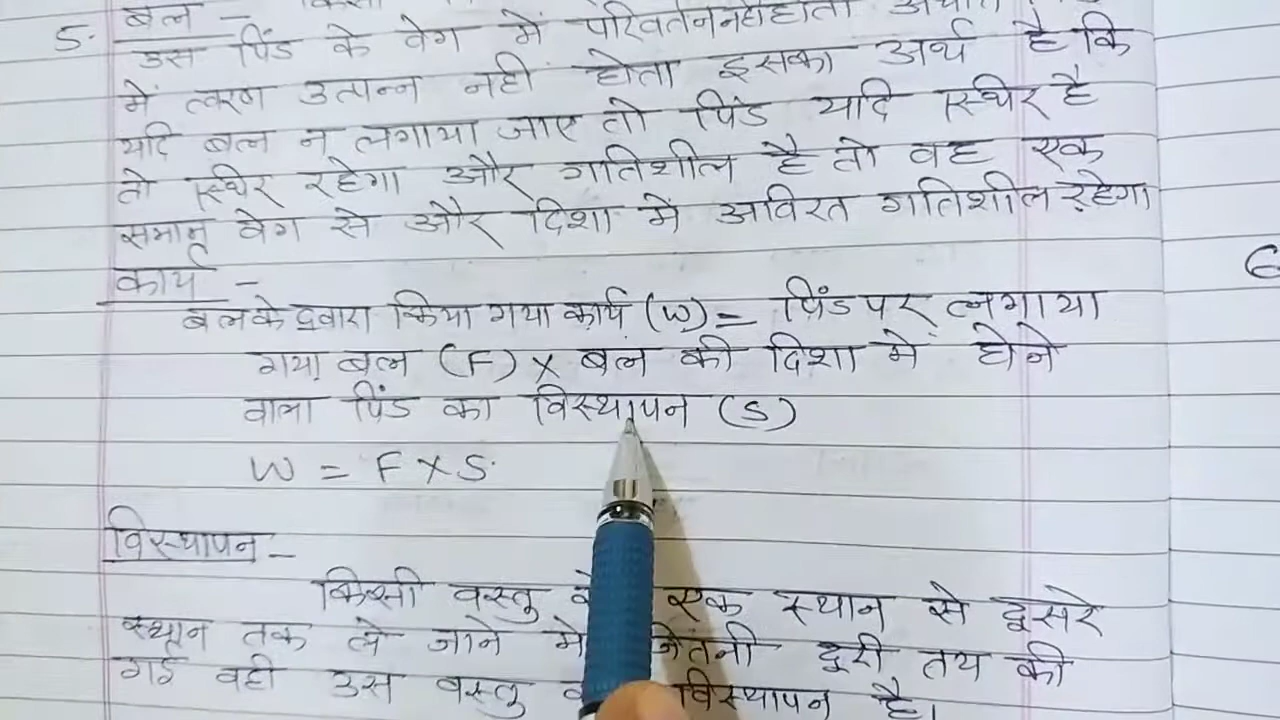 5. बल - किसी
उस पिंड के वेग में परिवर्तन नही होता अर्थात
में त्वरण उत्पन्न नही होता इसका अर्थ है कि
यदि बल न लगाया जाए तो पिंड यदि स्थिर है
तो स्थिर रहेगा और गतिशील है तो वह एक
समान वेग से और दिशा में अविरत गतिशील रहेगा
कार्य -
बल के द्वारा किया गया कार्य (W) = पिंड पर लगाया
गया बल (F) × बल की दिशा में होने
वाला पिंड का विस्थापन (S)
W = F × S.
विस्थापन -
किसी वस्तु एक स्थान से दूसरे
स्थान तक ले जाने में जितनी दूरी तय की
गई वही उस वस्तु विस्थापन है।